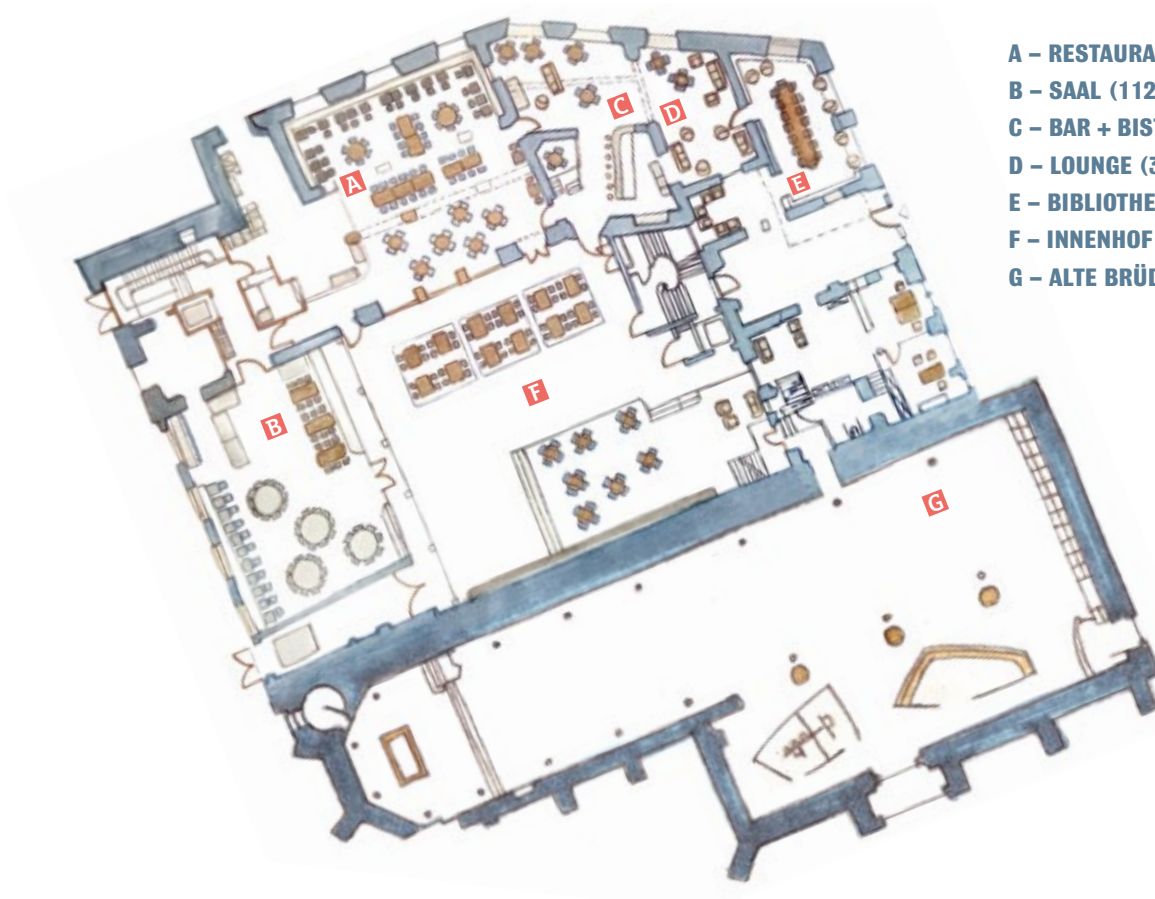 A – RESTAURA
B – SAAL (112
C – BAR + BIS
D – LOUNGE (3
E – BIBLIOTHE
F – INNENHOF
G – ALTE BRÜD
C
D
A
E
F
B
G